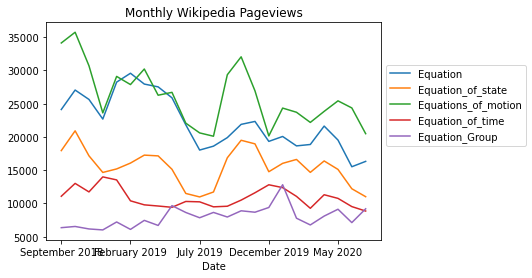 Monthly Wikipedia Pageviews
35000
30000
25000
20000
15000
10000
5000
September 2018 February 2019 July 2019 December 2019 May 2020
Date
Equation
Equation_of_state
Equations_of_motion
Equation_of_time
Equation_Group